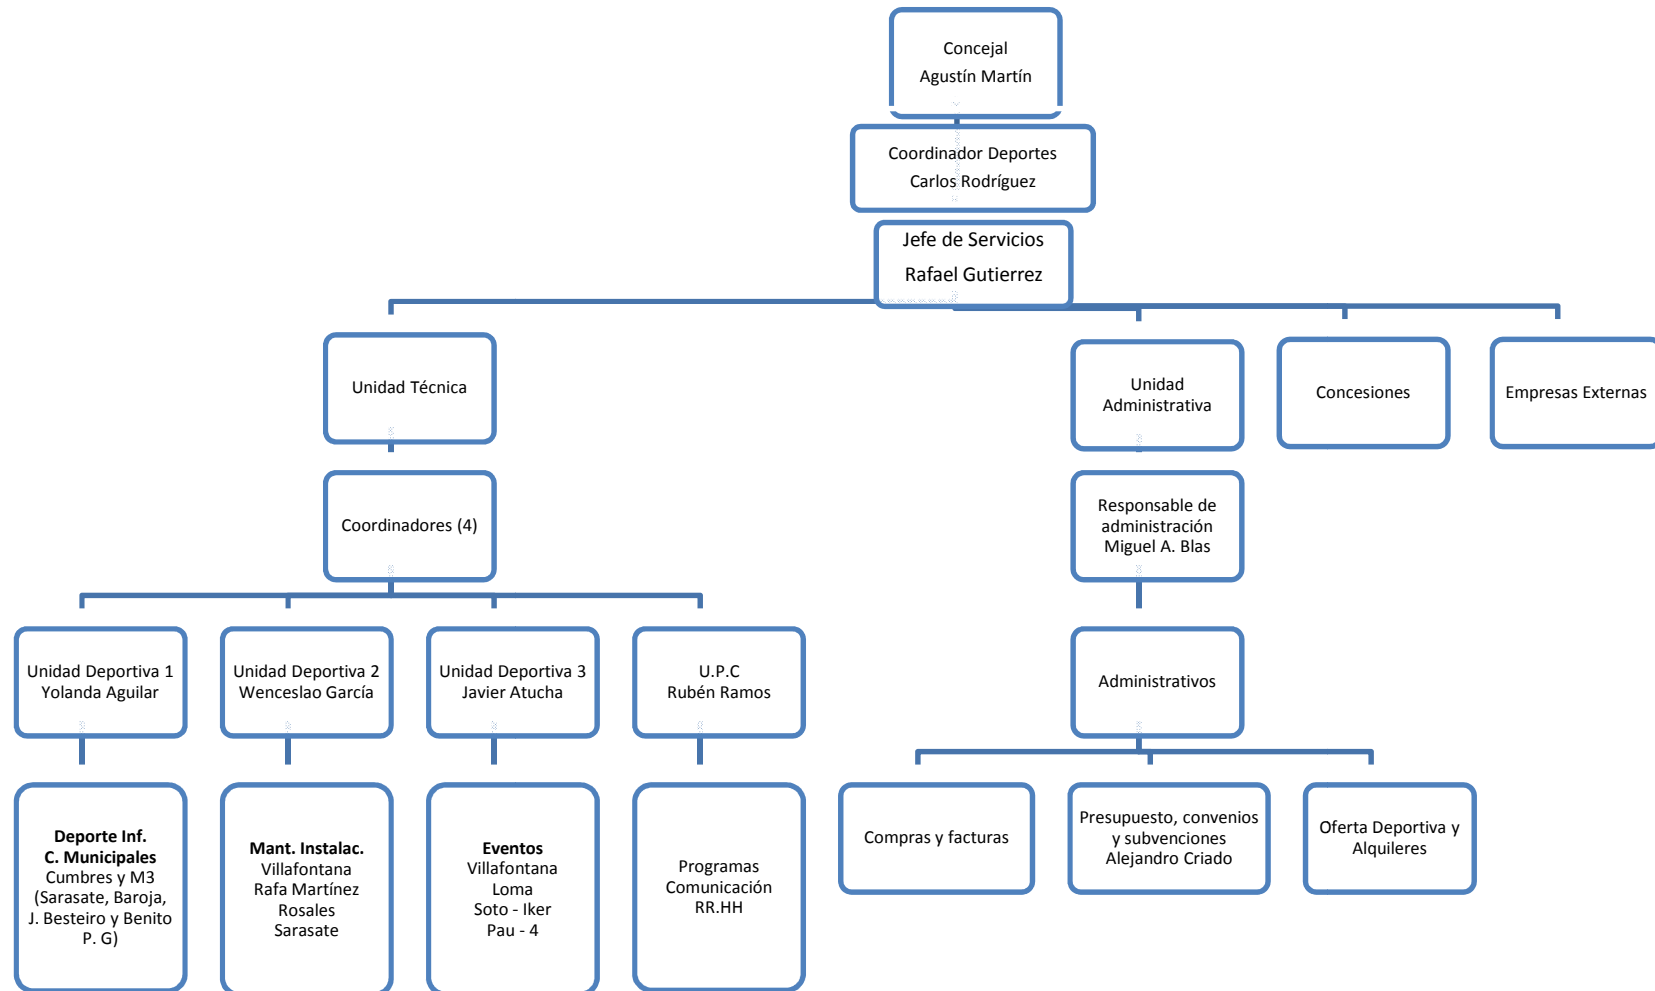 Concejal
Agustín Martín
Coordinador Deportes
Carlos Rodríguez
Jefe de Servicios
Rafael Gutierrez
Unidad Técnica
Unidad
Administrativa
Concesiones
Empresas Externas
Coordinadores (4)
Responsable de
administración
Miguel A. Blas
Unidad Deportiva 1
Yolanda Aguilar
Unidad Deportiva 2
Wenceslao García
Unidad Deportiva 3
Javier Atucha
U.P.C
Rubén Ramos
Administrativos
Deporte Inf.
C. Municipales
Cumbres y M3
(Sarasate, Baroja,
J. Besteiro y Benito
P. G)
Mant. Instalac.
Villafontana
Rafa Martínez
Rosales
Sarasate
Eventos
Villafontana
Loma
Soto - Iker
Pau - 4
Programas
Comunicación
RR.HH
Compras y facturas
Presupuesto, convenios
y subvenciones
Alejandro Criado
Oferta Deportiva y
Alquileres